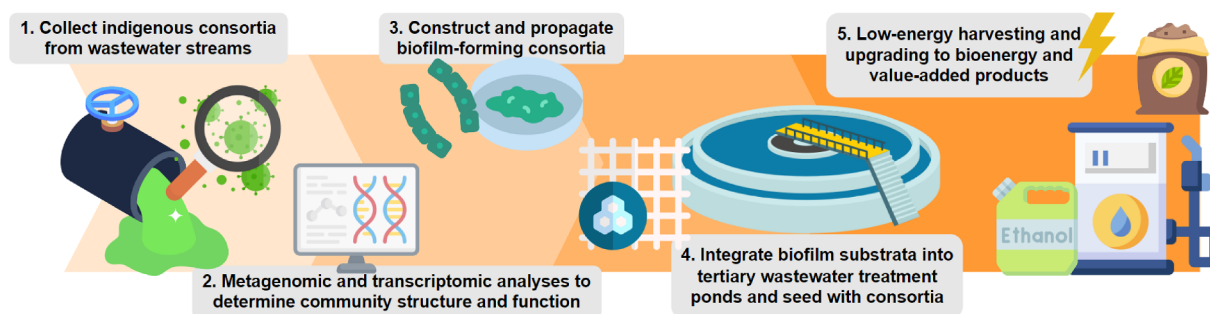 1. Collect indigenous consortia
from wastewater streams
2. Metagenomic and transcriptomic analyses to
determine community structure and function
3. Construct and propagate
biofilm-forming consortia
4. Integrate biofilm substrata into
tertiary wastewater treatment
ponds and seed with consortia
5. Low-energy harvesting and
upgrading to bioenergy and
value-added products
Ethanol